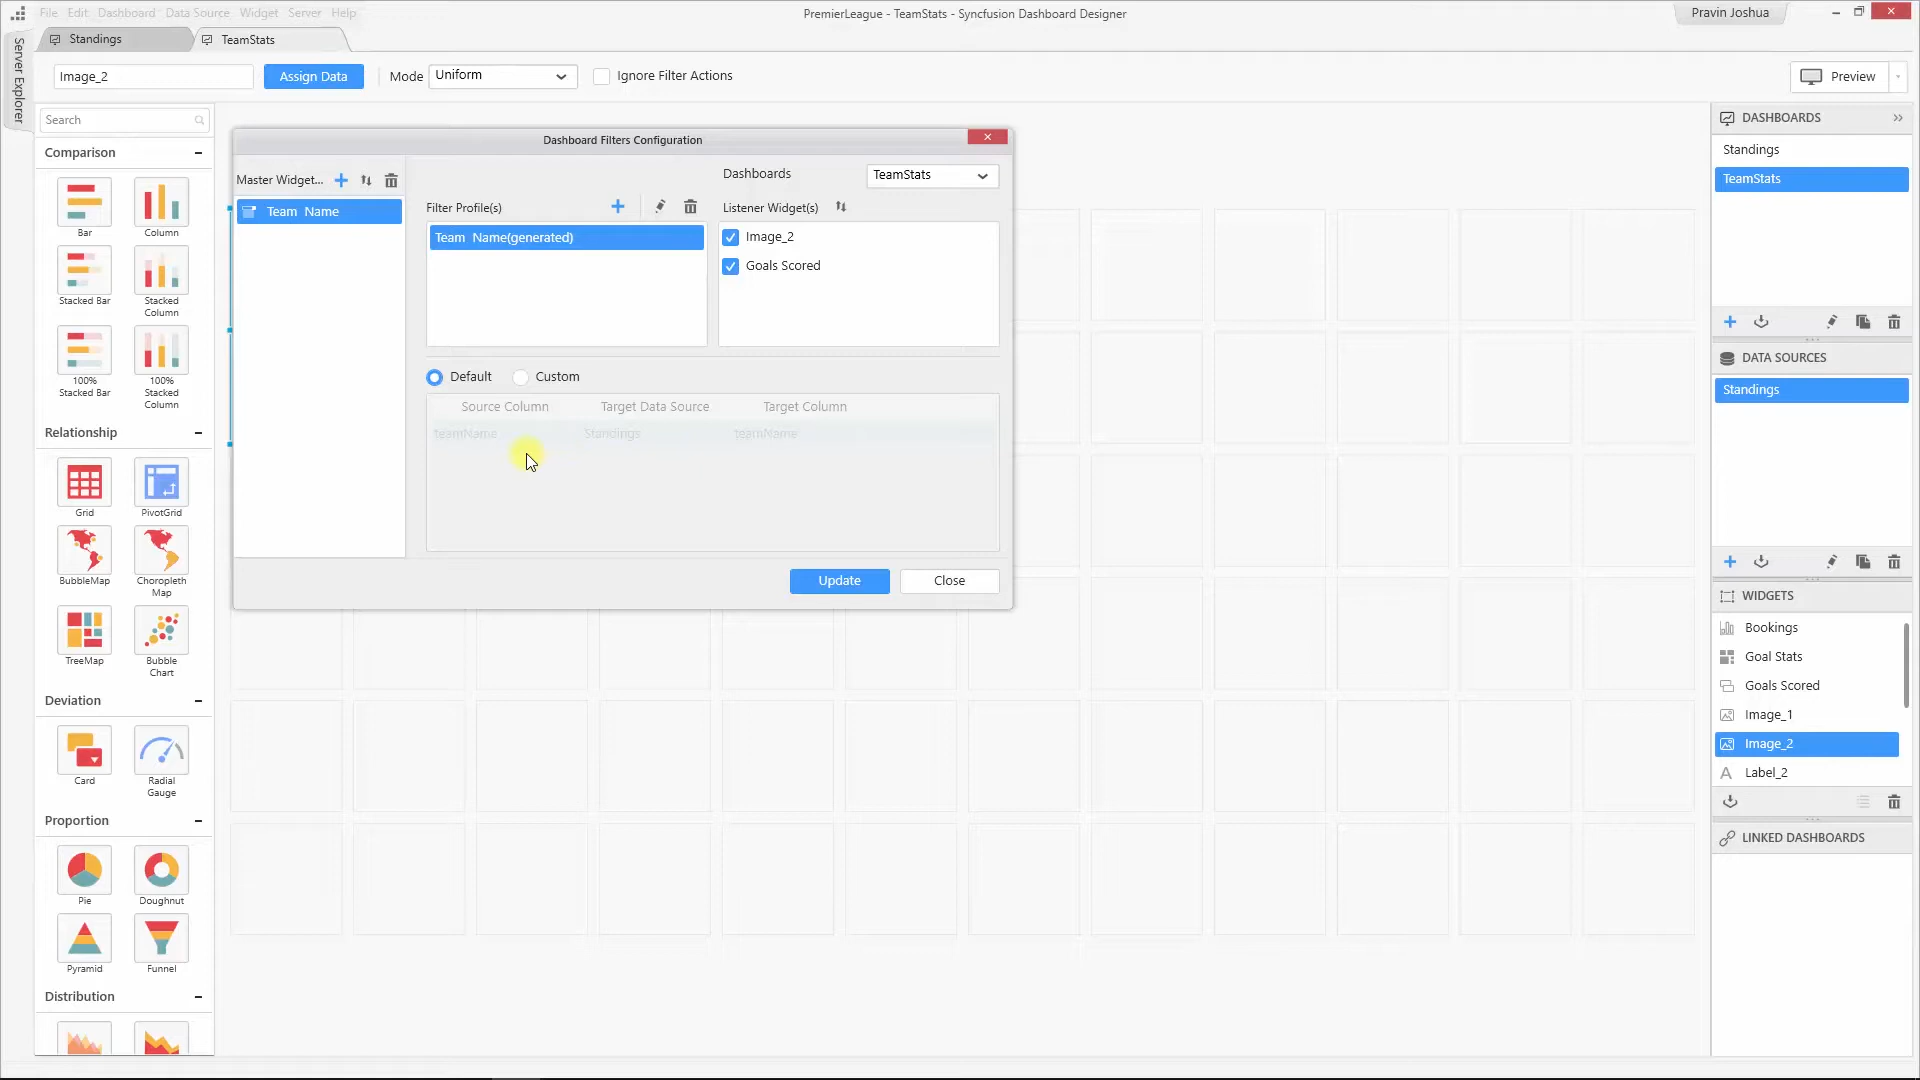 File Edit Dashboard Data Source Widget Server Help
PremierLeague - TeamStats - Syncfusion Dashboard Designer
Pravin Joshua
Server Explorer
Standings
TeamStats
Image_2
Assign Data
Mode Uniform
Ignore Filter Actions
Preview
Search
Comparison
Bar
Column
Stacked Bar
Stacked
Column
100%
Stacked Bar
100%
Stacked
Column
Relationship
Grid
PivotGrid
BubbleMap
Choropleth
Map
TreeMap
Bubble
Chart
Deviation
Card
Radial
Gauge
Proportion
Pie
Doughnut
Pyramid
Funnel
Distribution
Dashboard Filters Configuration
Master Widget...
Team Name
Dashboards
TeamStats
Filter Profile(s)
Team Name(generated)
Listener Widget(s)
Image_2
Goals Scored
Default
Custom
Source Column Target Data Source Target Column
teamName Standings teamName
Update
Close
DASHBOARDS
Standings
TeamStats
DATA SOURCES
Standings
WIDGETS
Bookings
Goal Stats
Goals Scored
Image_1
Image_2
Label_2
LINKED DASHBOARDS